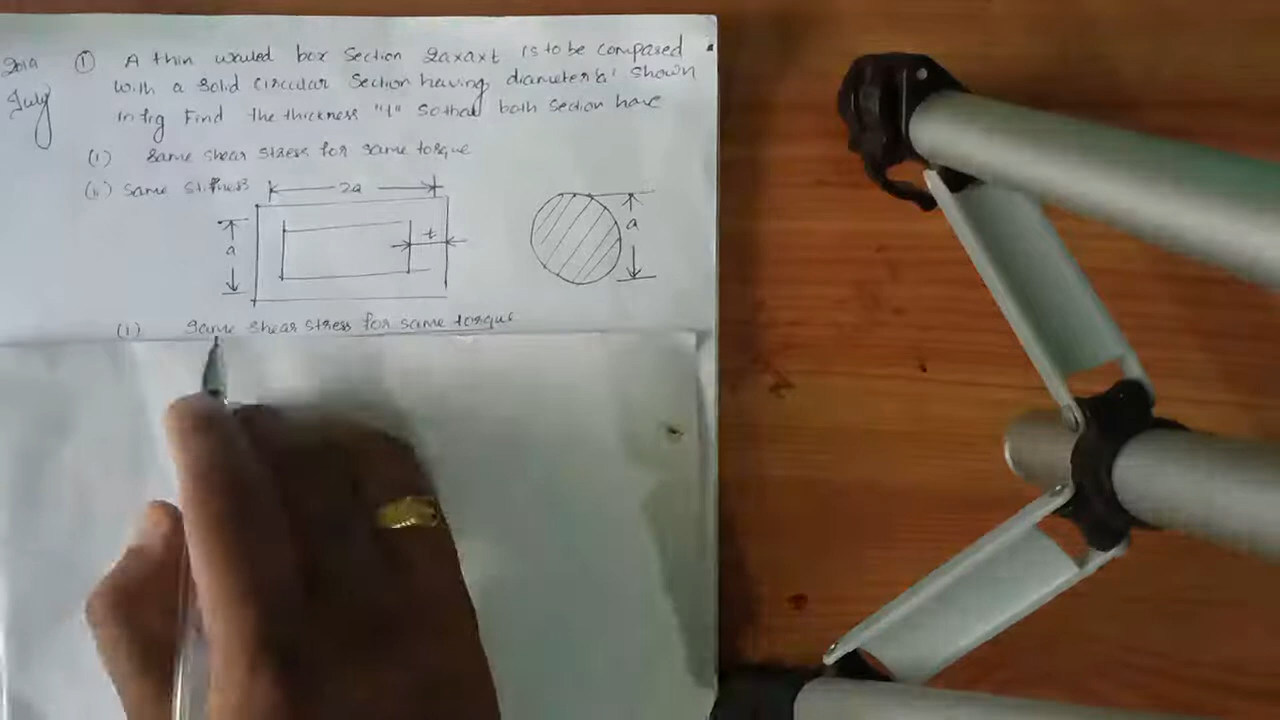 2019 ① A thin walled box section 2axaxt is to be compared
July with a solid circular section having diameter 'a' shown
in fig Find the thickness "t" so that both section have
(i) same shear stress for same torque
(ii) same stiffness
2a
a
t
a
(i) same shear stress for same torque